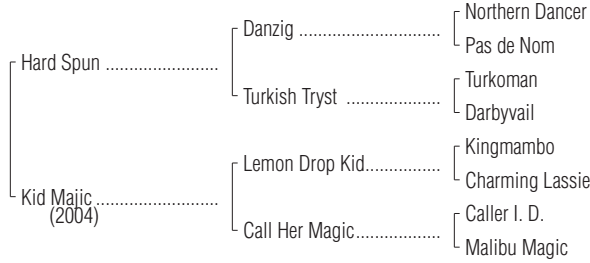 Northern Dancer
Danzig ..............................
Pas de Nom
Hard Spun ........................
Turkoman
Turkish Tryst ....................
Darbyvail
Kingmambo
Lemon Drop Kid................
Charming Lassie
Kid Majic..........................
(2004)
Caller I. D.
Call Her Magic..................
Malibu Magic